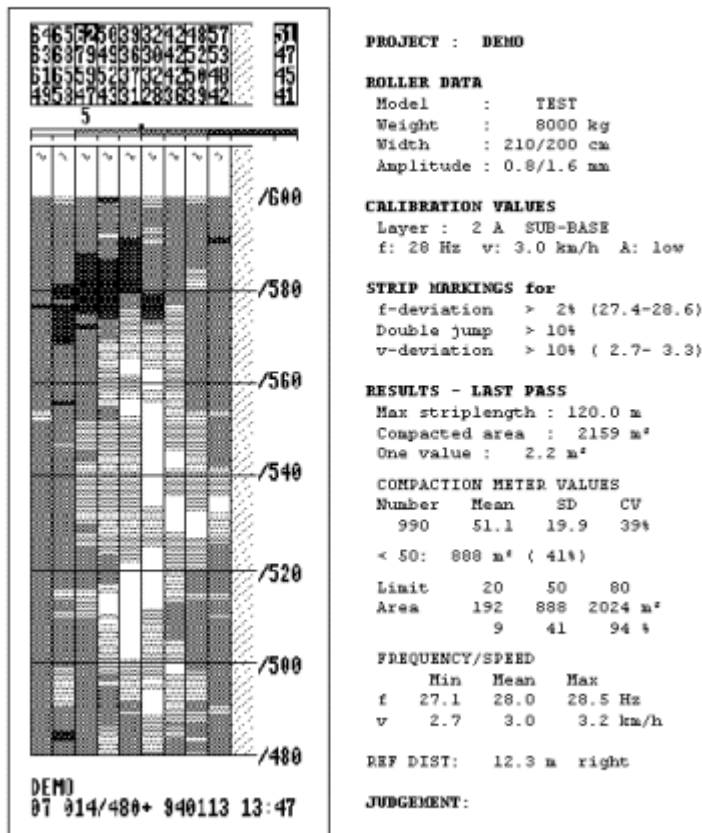 51
47
45
41
5
/600
/580
/560
/540
/520
/500
/480
DEMO
07 014/480+ 940113 13:47
PROJECT : DEMO
ROLLER DATA
Model : TEST
Weight : 8000 kg
Width : 210/200 cm
Amplitude : 0.8/1.6 mm
CALIBRATION VALUES
Layer : 2 A SUB-BASE
f: 28 Hz v: 3.0 km/h A: low
STRIP MARKINGS for
f-deviation > 2% (27.4-28.6)
Double jump > 10%
v-deviation > 10% ( 2.7- 3.3)
RESULTS - LAST PASS
Max striplength : 120.0 m
Compacted area : 2159 m²
One value : 2.2 m²
COMPACTION METER VALUES
Number Mean SD CV
990 51.1 19.9 39%
< 50: 888 m² ( 41%)
Limit 20 50 80
Area 192 888 2024 m²
9 41 94 %
FREQUENCY/SPEED
Min Mean Max
f 27.1 28.0 28.5 Hz
v 2.7 3.0 3.2 km/h
REF DIST: 12.3 m right
JUDGEMENT: